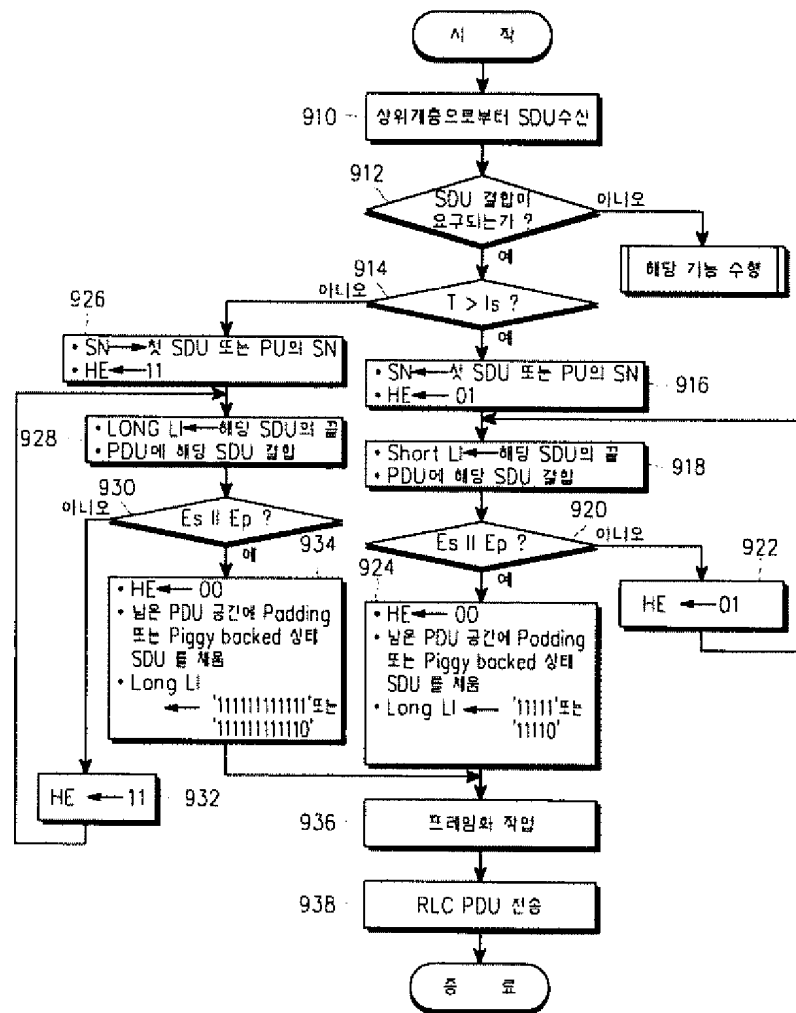 시 작
910
상위계층으로부터 SDU수신
912
SDU 결합이
요구되는가 ?
아니오
예
해당 기능 수행
914
아니오
T > Is ?
예
926
• SN → 첫 SDU 또는 PU의 SN
• HE ← 11
• SN ← 첫 SDU 또는 PU의 SN
• HE ← 01
916
928
• LONG LI ← 해당 SDU의 끝
• PDU에 해당 SDU 결합
• Short LI ← 해당 SDU의 끝
• PDU에 해당 SDU 결합
918
930
아니오
Es II Ep ?
예
934
920
Es II Ep ?
아니오
예
922
HE ← 01
• HE ← 00
• 남은 PDU 공간에 Padding
또는 Piggy backed 상태
SDU 를 채움
• Long LI
← '1111111111111'또는
'1111111111110'
924
• HE ← 00
• 남은 PDU 공간에 Padding
또는 Piggy backed 상태
SDU 를 채움
• Long LI ← '11111'또는
'11110'
HE ← 11
932
936
프레임화 작업
938
RLC PDU 전송
종 료